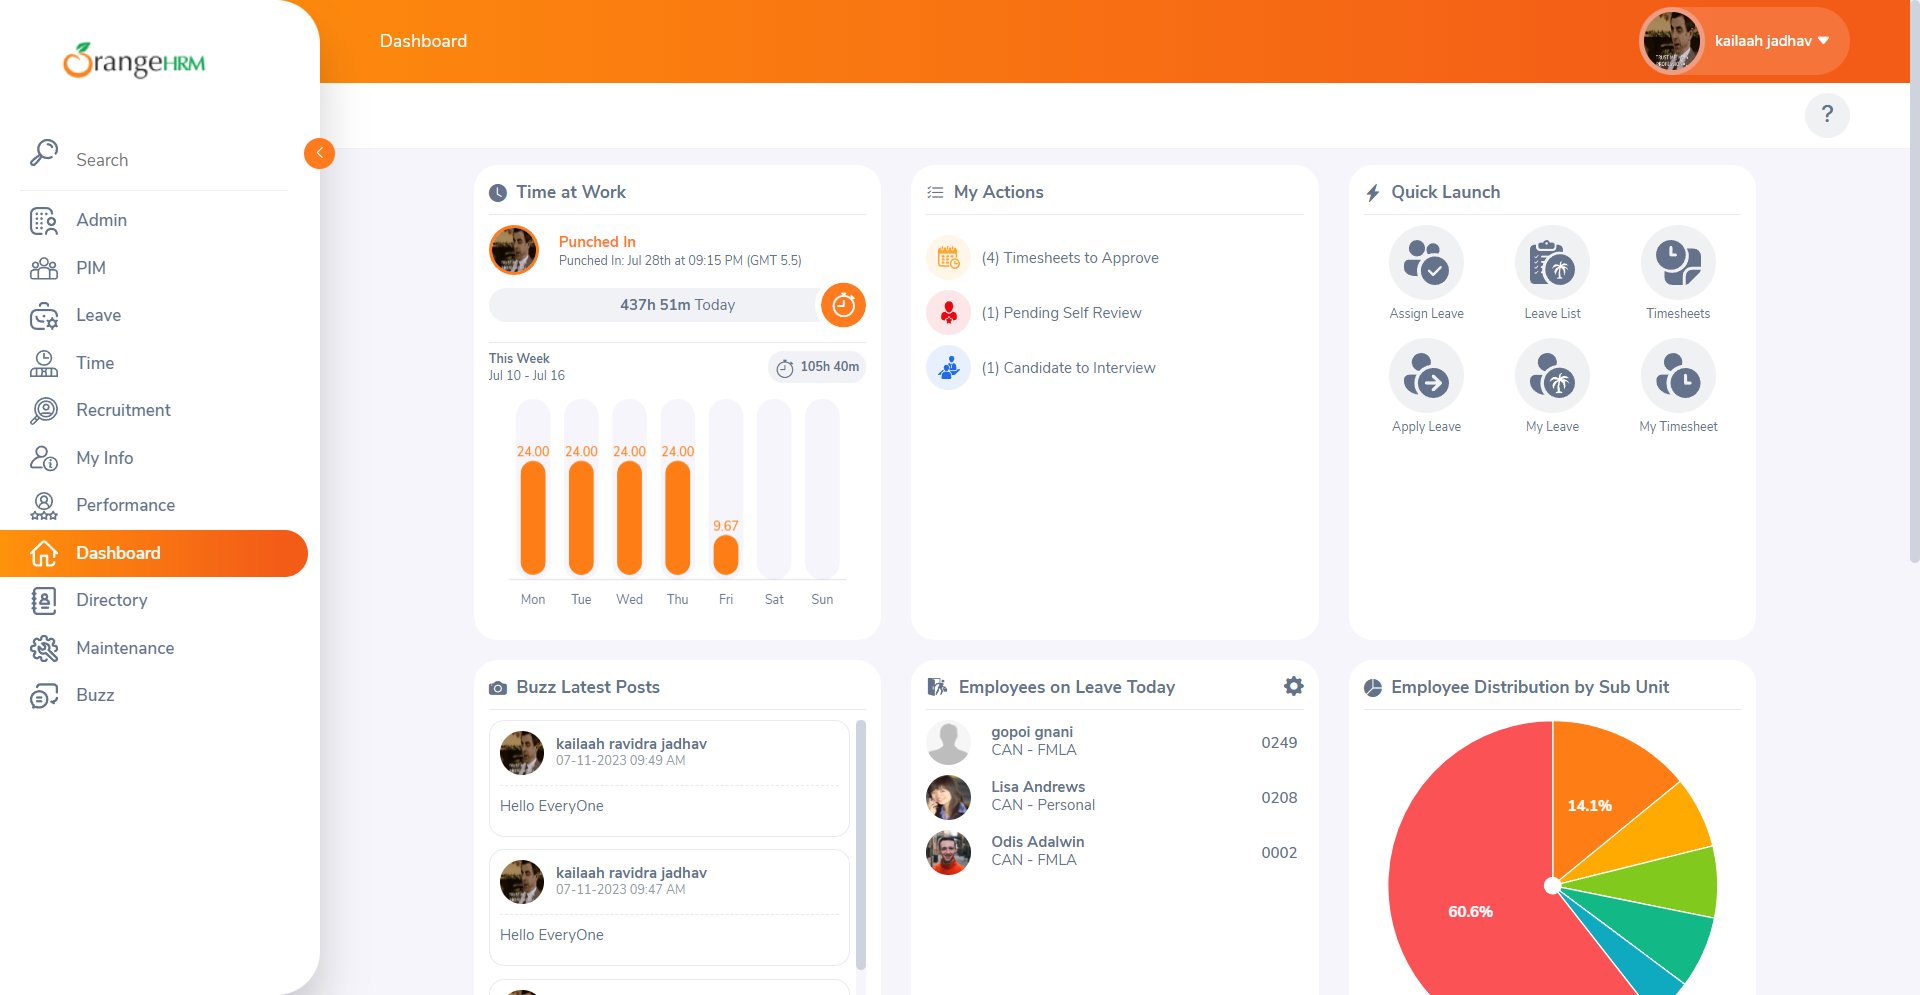 OrangeHRM
Dashboard
kailaah jadhav
?
Search
Admin
PIM
Leave
Time
Recruitment
My Info
Performance
Dashboard
Directory
Maintenance
Buzz
Time at Work
Punched In
Punched In: Jul 28th at 09:15 PM (GMT 5.5)
437h 51m Today
This Week
Jul 10 - Jul 16
105h 40m
24.00 24.00 24.00 24.00
9.67
Mon Tue Wed Thu Fri Sat Sun
My Actions
(4) Timesheets to Approve
(1) Pending Self Review
(1) Candidate to Interview
Quick Launch
Assign Leave Leave List Timesheets
Apply Leave My Leave My Timesheet
Buzz Latest Posts
kailaah ravidra jadhav
07-11-2023 09:49 AM
Hello EveryOne
kailaah ravidra jadhav
07-11-2023 09:47 AM
Hello EveryOne
Employees on Leave Today
gopoi gnani
CAN - FMLA
0249
Lisa Andrews
CAN - Personal
0208
Odis Adalwin
CAN - FMLA
0002
Employee Distribution by Sub Unit
14.1%
60.6%